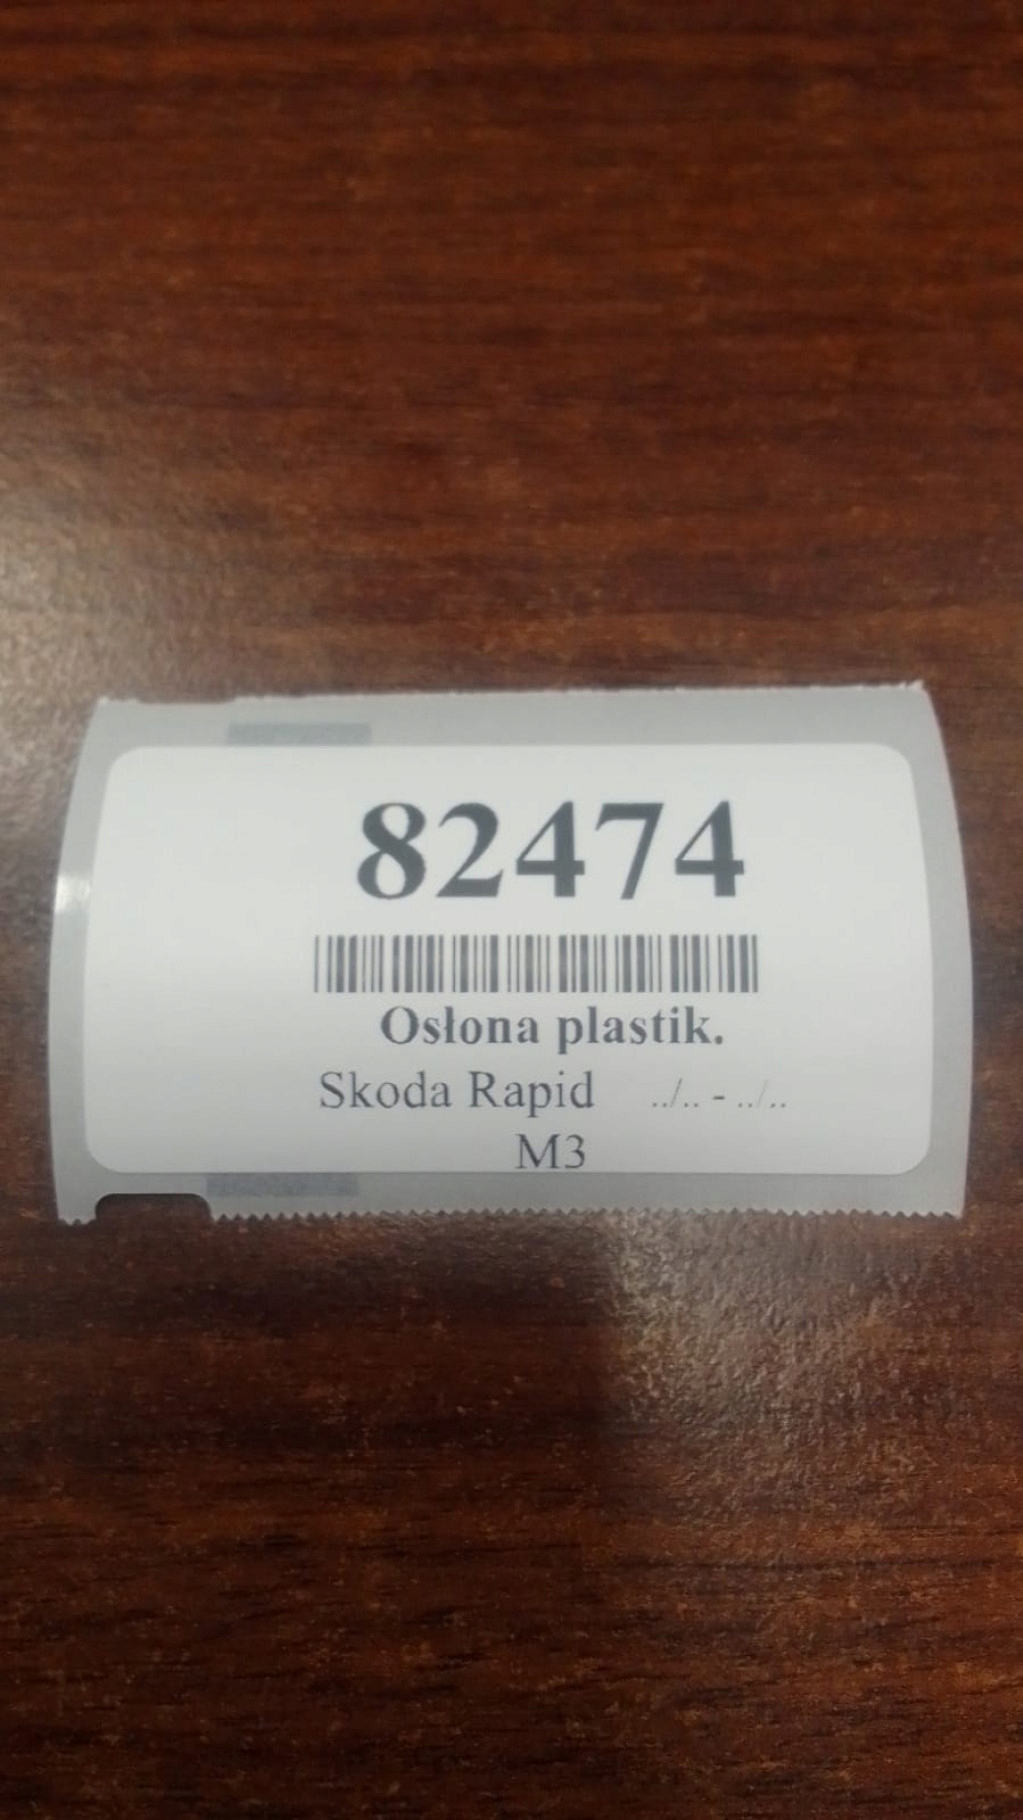 82474
Osłona plastik.
Skoda Rapid ../.. - ../..
M3